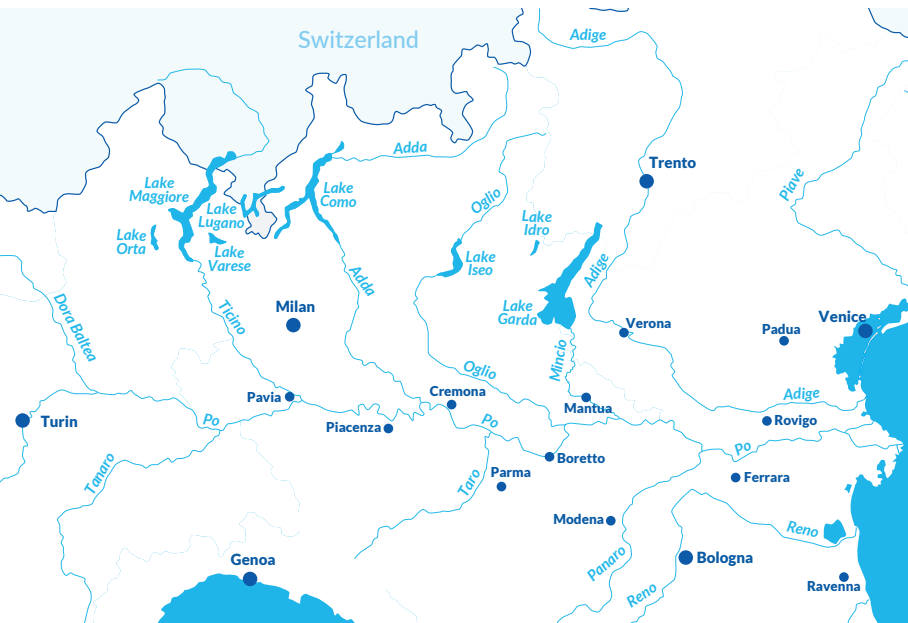 Adige
Switzerland
Adda
Trento
Lake
Maggiore
Lake
Como
Piave
Oglio
Lake
Lugano
Lake
Idro
Lake
Orta
Lake
Varese
Lake
Iseo
Adige
Adda
Dora Baltea
Ticino
Milan
Lake
Garda
Venice
Verona
Padua
Mincio
Oglio
Cremona
Pavia
Adige
Mantua
Turin
Po
Po
Piacenza
Rovigo
Po
Boretto
Tanaro
Taro
Parma
Ferrara
Modena
Reno
Genoa
Panaro
Bologna
Reno
Ravenna